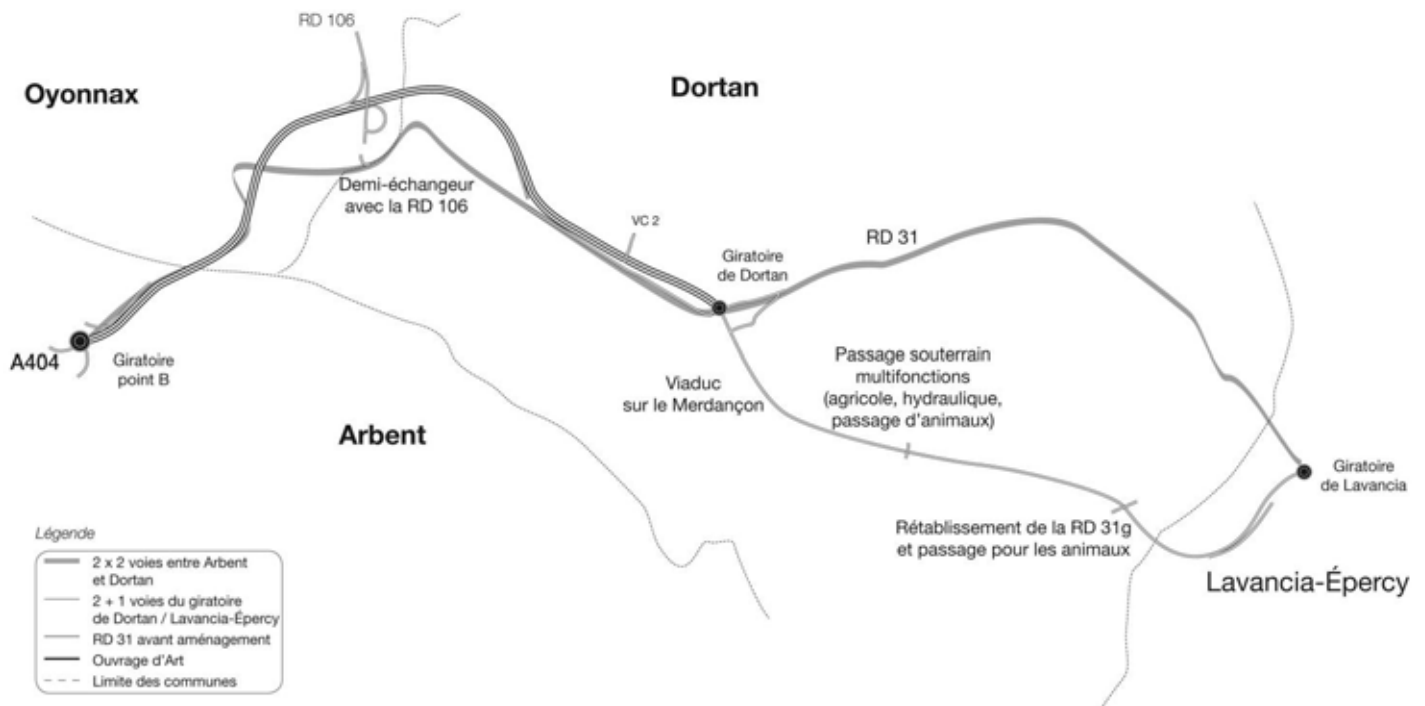 RD 106
Oyonnax
Dortan
Demi-échangeur
avec la RD 106
VC 2
RD 31
Giratoire
de Dortan
A404
Giratoire
point B
Viaduc
sur le Merdançon
Passage souterrain
multifonctions
(agricole, hydraulique,
passage d'animaux)
Arbent
Giratoire
de Lavancia
Rétablissement de la RD 31g
et passage pour les animaux
Lavancia-Épercy
Légende
2 x 2 voies entre Arbent
et Dortan
2 + 1 voies du giratoire
de Dortan / Lavancia-Épercy
RD 31 avant aménagement
Ouvrage d'Art
Limite des communes